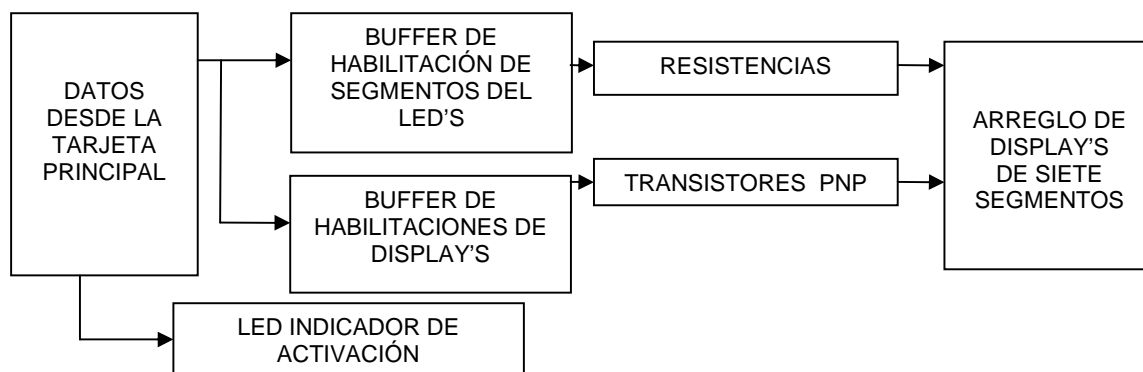 DATOS
DESDE LA
TARJETA
PRINCIPAL
BUFFER DE
HABILITACIÓN DE
SEGMENTOS DEL
LED'S
RESISTENCIAS
BUFFER DE
HABILITACIONES DE
DISPLAY'S
TRANSISTORES PNP
ARREGLO DE
DISPLAY'S
DE SIETE
SEGMENTOS
LED INDICADOR DE
ACTIVACIÓN